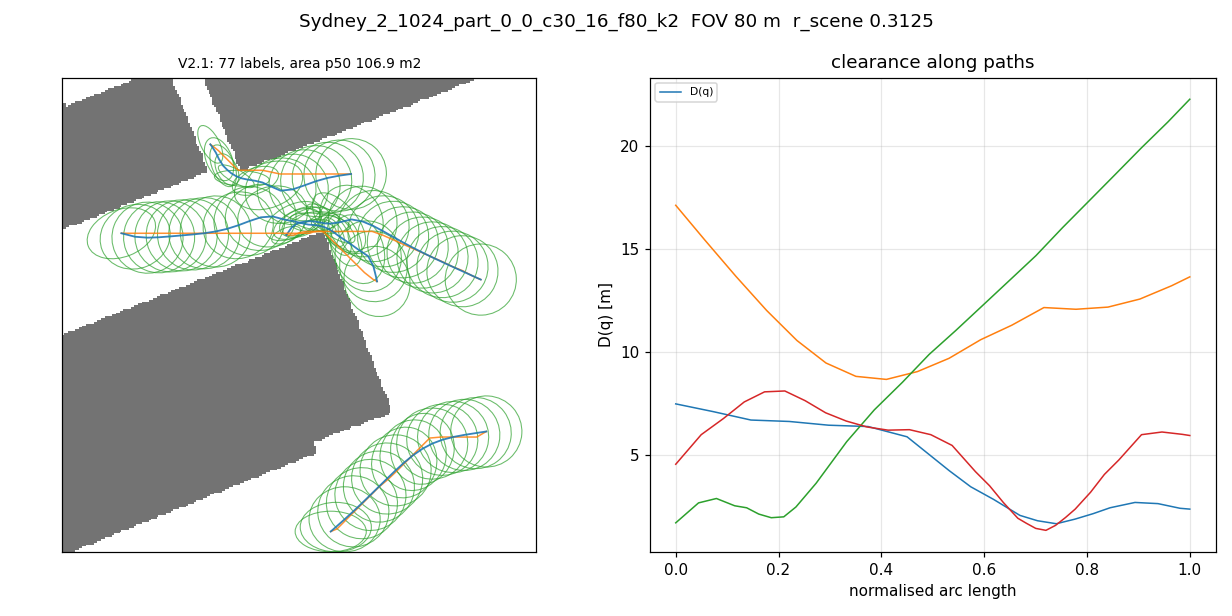 Sydney_2_1024_part_0_0_c30_16_f80_k2  FOV 80 m  r_scene 0.3125
V2.1: 77 labels, area p50 106.9 m2
clearance along paths
D(q)
20
15
10
5
D(q) [m]
0.0 0.2 0.4 0.6 0.8 1.0
normalised arc length